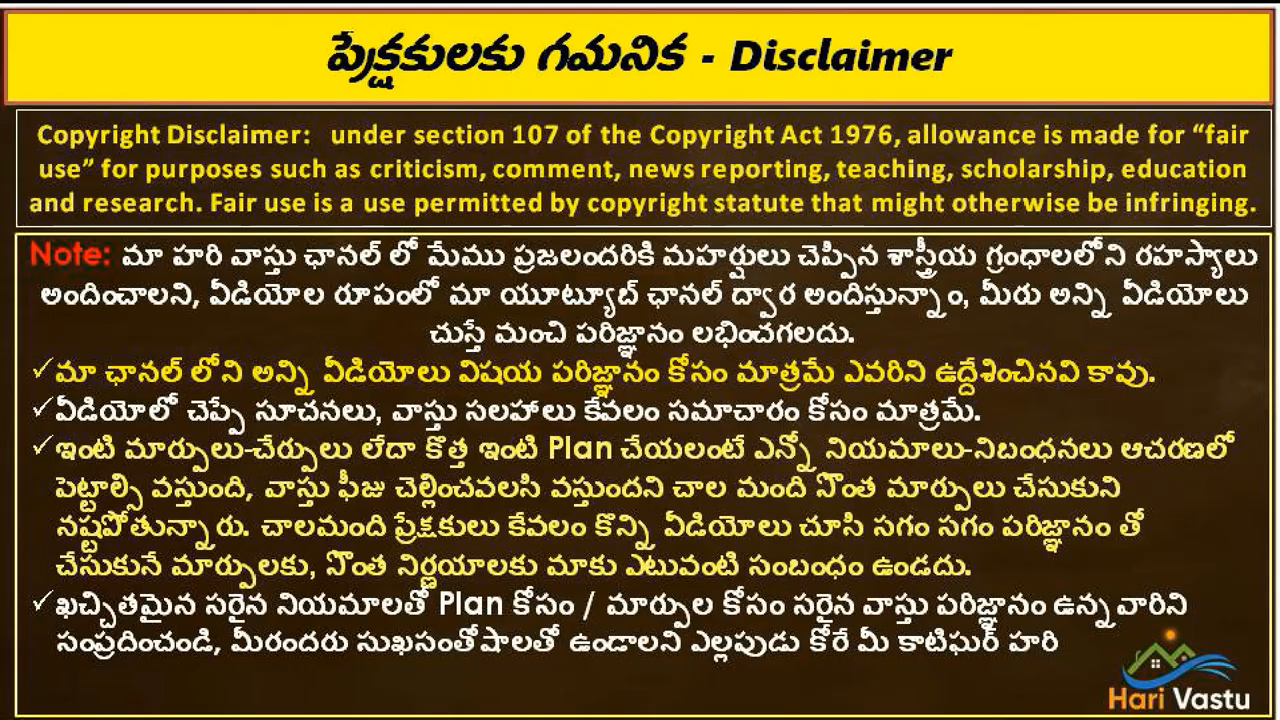 ప్రేక్షకులకు గమనిక - Disclaimer
Copyright Disclaimer: under section 107 of the Copyright Act 1976, allowance is made for “fair
use” for purposes such as criticism, comment, news reporting, teaching, scholarship, education
and research. Fair use is a use permitted by copyright statute that might otherwise be infringing.
Note: మా హరి వాస్తు ఛానల్ లో మేము ప్రజలందరికి మహర్షులు చెప్పిన శాస్త్రీయ గ్రంధాలలోని రహస్యాలు
అందించాలని, వీడియోల రూపంలో మా యూట్యూబ్ ఛానల్ ద్వార అందిస్తున్నాం, మీరు అన్ని వీడియోలు
చుస్తే మంచి పరిజ్ఞానం లభించగలదు.
✓మా ఛానల్ లోని అన్ని వీడియోలు విషయ పరిజ్ఞానం కోసం మాత్రమే ఎవరిని ఉద్దేశించినవి కావు.
✓వీడియోలో చెప్పే సూచనలు, వాస్తు సలహాలు కేవలం సమాచారం కోసం మాత్రమే.
✓ఇంటి మార్పులు-చేర్పులు లేదా కొత్త ఇంటి Plan చేయలంటే ఎన్నో నియమాలు-నిబంధనలు ఆచరణలో
పెట్టాల్సి వస్తుంది, వాస్తు ఫీజు చెల్లించవలసి వస్తుందని చాల మంది సొంత మార్పులు చేసుకుని
నష్టపోతున్నారు. చాలమంది ప్రేక్షకులు కేవలం కొన్ని వీడియోలు చూసి సగం సగం పరిజ్ఞానం తో
చేసుకునే మార్పులకు, సొంత నిర్ణయాలకు మాకు ఎటువంటి సంబంధం ఉండదు.
✓ఖచ్చితమైన సరైన నియమాలతో Plan కోసం / మార్పుల కోసం సరైన వాస్తు పరిజ్ఞానం ఉన్నవారిని
సంప్రదించండి, మీరందరు సుఖసంతోషాలతో ఉండాలని ఎల్లపుడు కోరే మీ కాటిఘర్ హరి
Hari Vastu